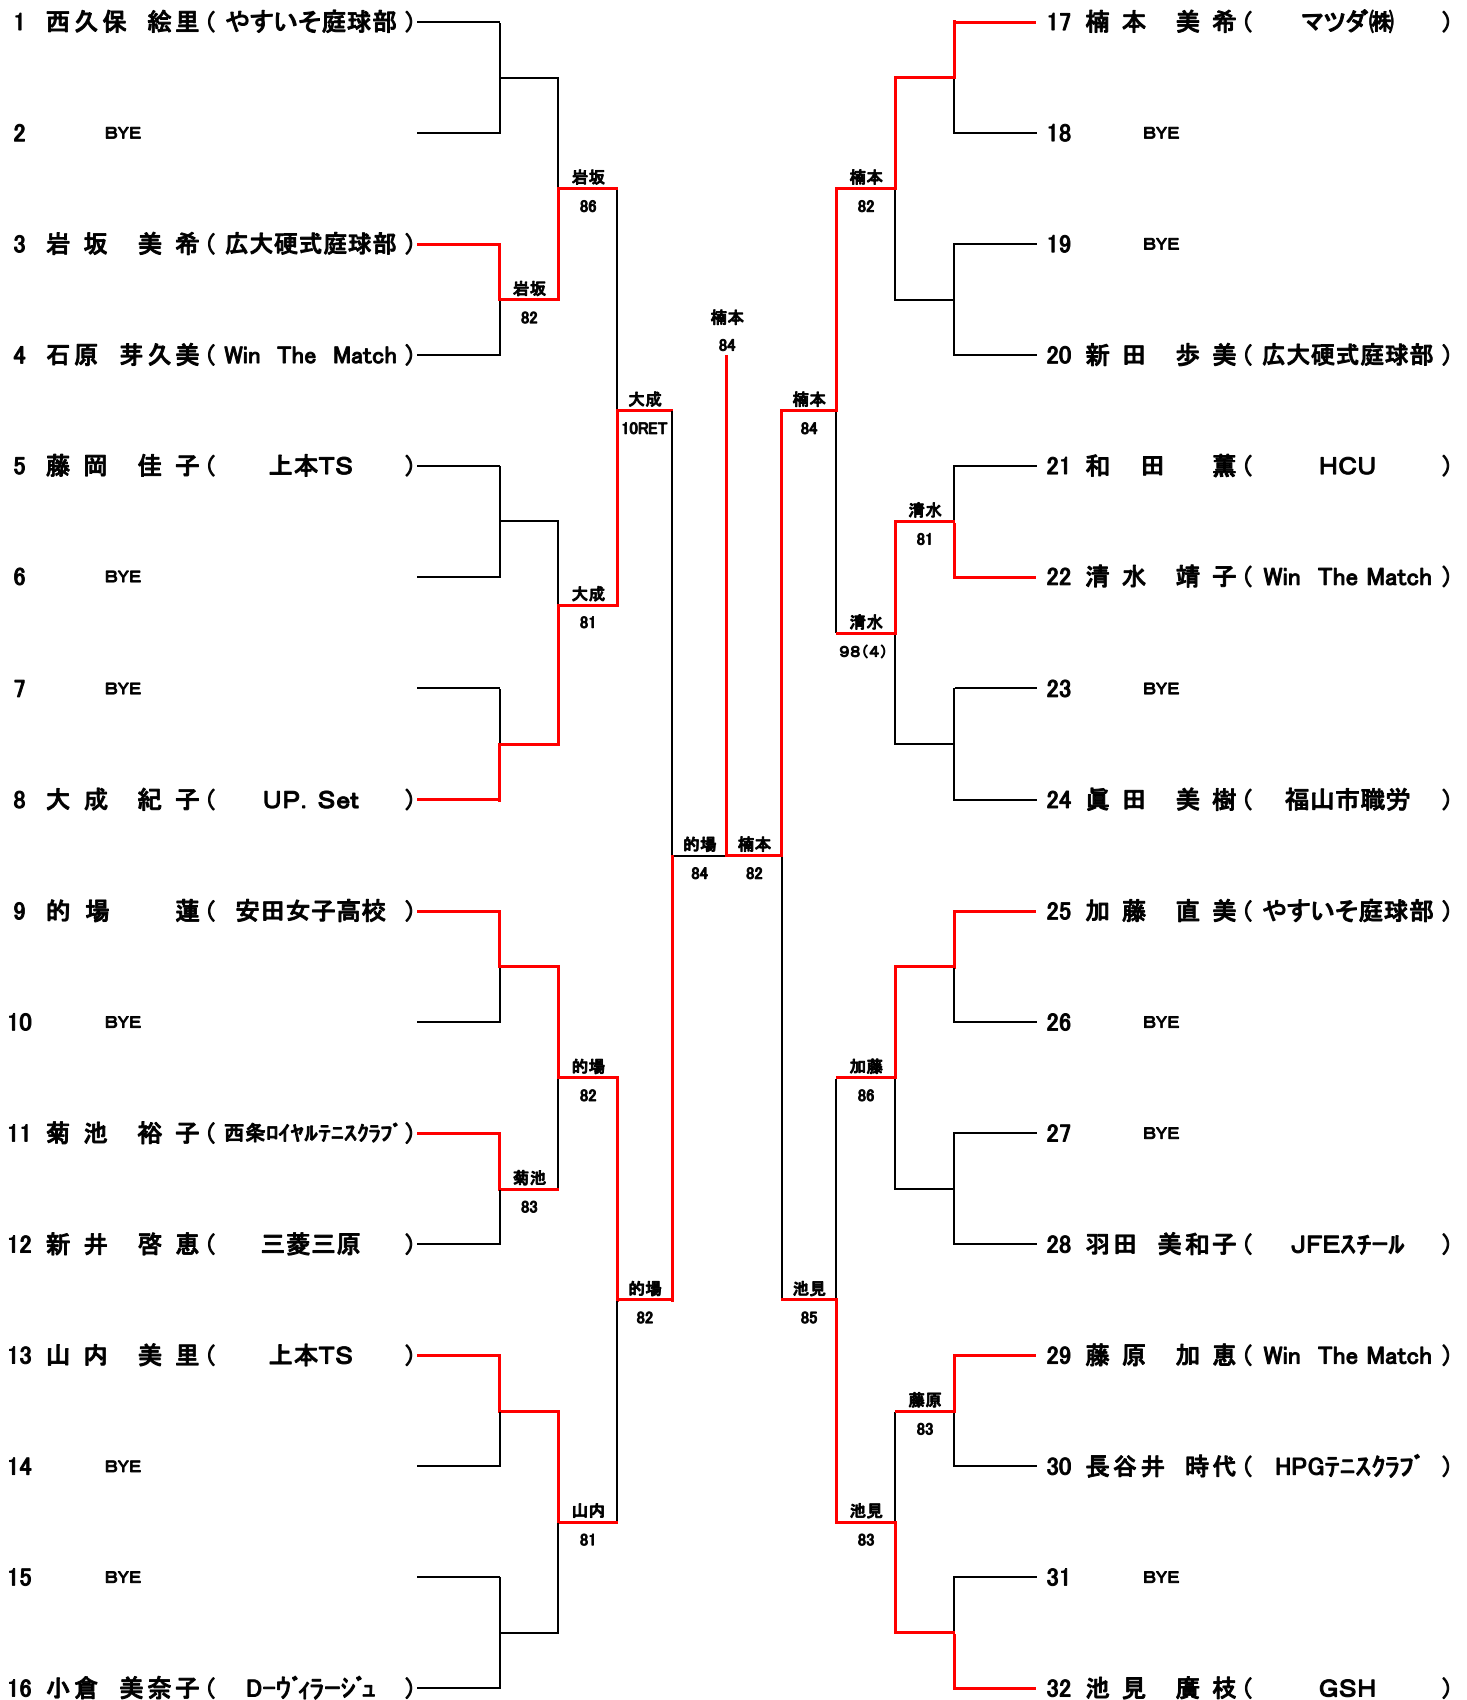 1 西久保 絵里 ( やすいそ庭球部 )
2 BYE
岩坂
86
3 岩坂 美希 ( 広大硬式庭球部 )
岩坂
82
4 石原 芽久美 ( Win The Match )
大成
10RET
5 藤岡 佳子 ( 上本TS )
6 BYE
大成
81
7 BYE
8 大成 紀子 ( UP. Set )
的場
84
9 的場 蓮 ( 安田女子高校 )
10 BYE
的場
82
11 菊池 裕子 ( 西条ﾛｲﾔﾙﾃﾆｽｸﾗﾌﾞ )
菊池
83
12 新井 啓恵 ( 三菱三原 )
的場
82
13 山内 美里 ( 上本TS )
14 BYE
山内
81
15 BYE
16 小倉 美奈子 ( D-ｳﾞｨﾗｰｼﾞｭ )
楠本
84
楠本
82
17 楠本 美希 ( マツダ㈱ )
18 BYE
楠本
82
19 BYE
20 新田 歩美 ( 広大硬式庭球部 )
楠本
84
21 和田 薫 ( HCU )
清水
81
22 清水 靖子 ( Win The Match )
清水
98(4)
23 BYE
24 眞田 美樹 ( 福山市職労 )
25 加藤 直美 ( やすいそ庭球部 )
26 BYE
加藤
86
27 BYE
28 羽田 美和子 ( JFEｽﾁｰﾙ )
池見
85
29 藤原 加恵 ( Win The Match )
藤原
83
30 長谷井 時代 ( HPGﾃﾆｽｸﾗﾌﾞ )
池見
83
31 BYE
32 池見 廣枝 ( GSH )